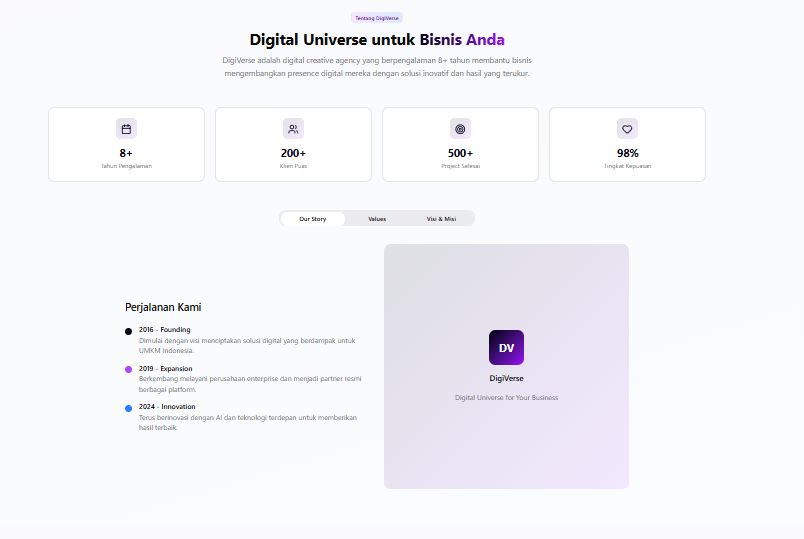 Tentang DigiVerse
Digital Universe untuk Bisnis Anda
DigiVerse adalah digital creative agency yang berpengalaman 8+ tahun membantu bisnis
mengembangkan presence digital mereka dengan solusi inovatif dan hasil yang terukur.
8+
Tahun Pengalaman
200+
Klien Puas
500+
Project Selesai
98%
Tingkat Kepuasan
Our Story
Values
Visi & Misi
Perjalanan Kami
2016 - Founding
Dimulai dengan visi menciptakan solusi digital yang berdampak untuk
UMKM Indonesia.
2019 - Expansion
Berkembang melayani perusahaan enterprise dan menjadi partner resmi
berbagai platform.
2024 - Innovation
Terus berinovasi dengan AI dan teknologi terdepan untuk memberikan
hasil terbaik.
DV
DigiVerse
Digital Universe for Your Business